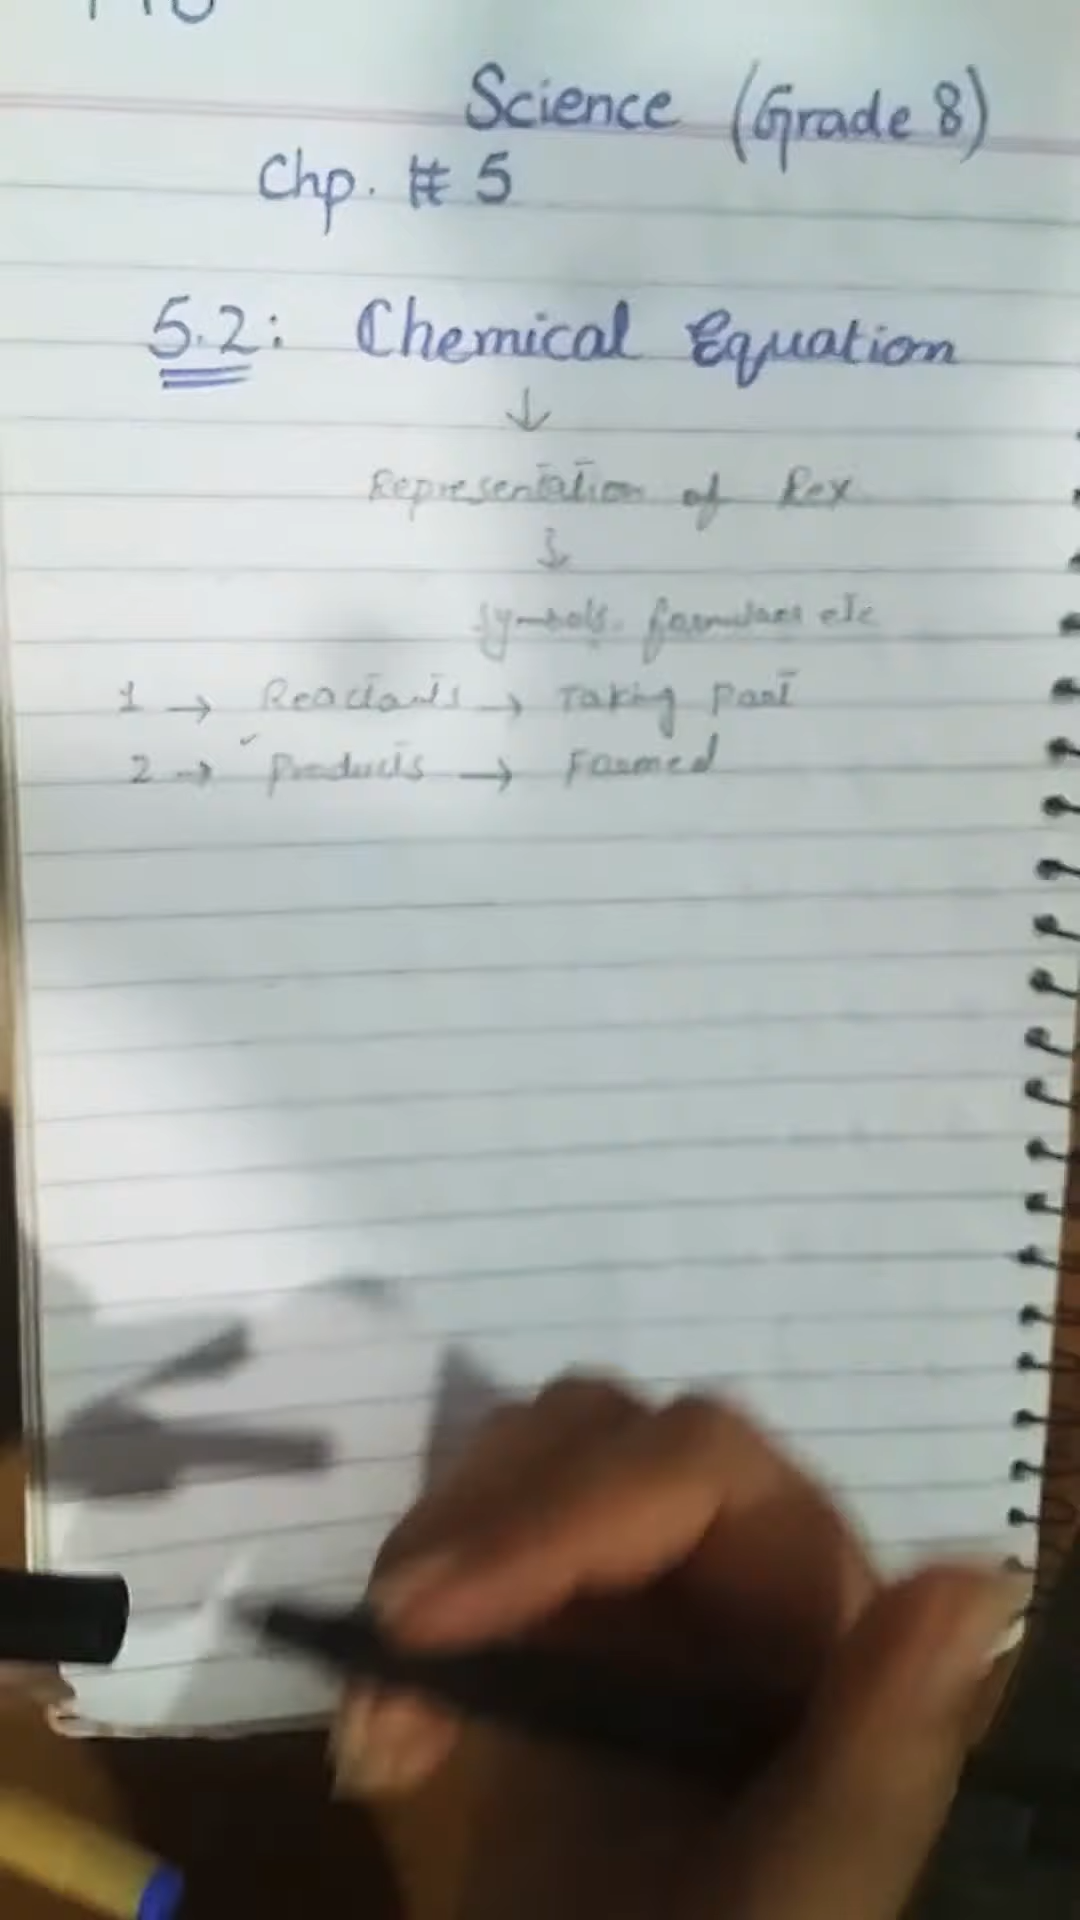 Science (Grade 8)
Chp. # 5
5.2: Chemical Equation
↓
Representation of Rex
↓
Symbols. formulaes etc
1 → Reactants → Taking Part
2 → Products → Formed